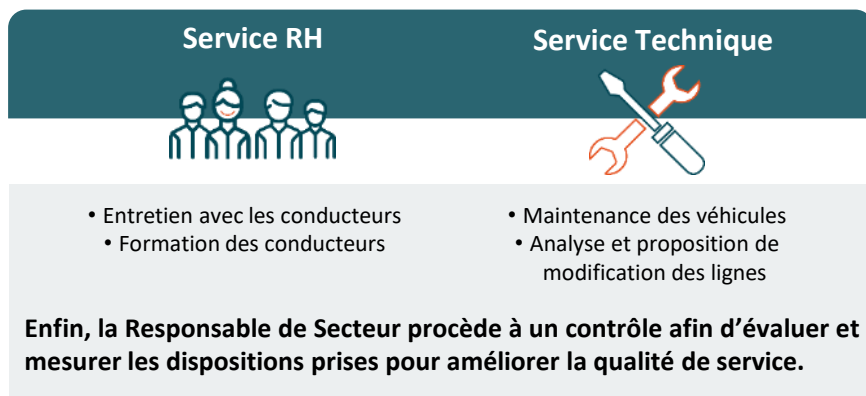 Service RH
Service Technique
• Entretien avec les conducteurs
• Formation des conducteurs
• Maintenance des véhicules
• Analyse et proposition de
modification des lignes
Enfin, la Responsable de Secteur procède à un contrôle afin d’évaluer et
mesurer les dispositions prises pour améliorer la qualité de service.